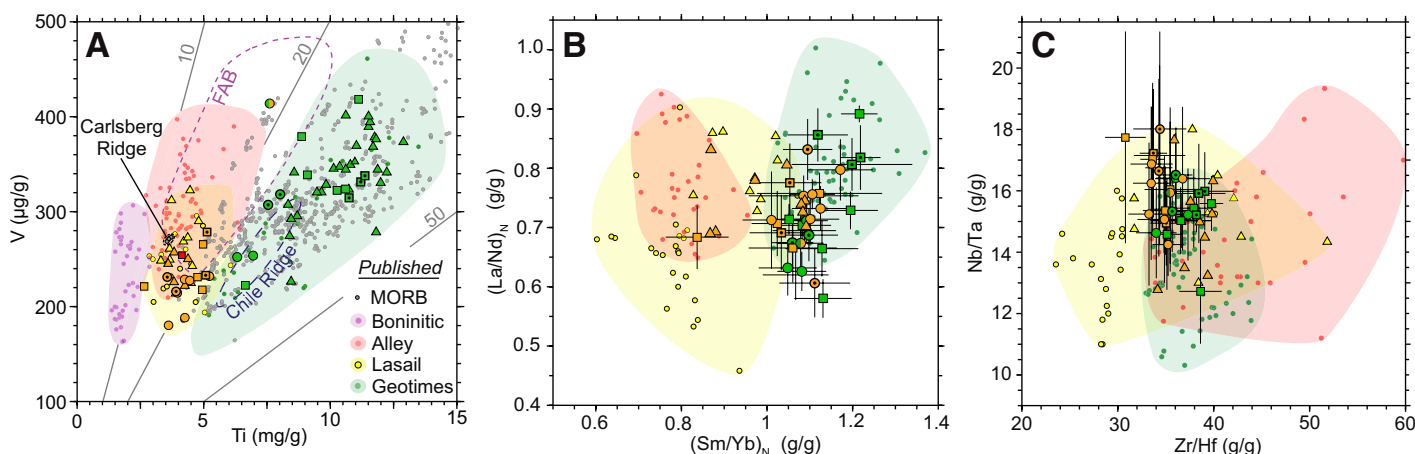 A
500
400
300
200
100
V (µg/g)
0
5
10
15
Ti (mg/g)
10
20
50
FAB
Carlsberg
Ridge
Chile Ridge
Published
MORB
Boninitic
Alley
Lasail
Geotimes
B
1.0
0.9
0.8
0.7
0.6
0.5
0.4
(La/Nd)N (g/g)
0.6
0.8
1.0
1.2
1.4
(Sm/Yb)N (g/g)
C
20
18
16
14
12
10
Nb/Ta (g/g)
20
30
40
50
60
Zr/Hf (g/g)